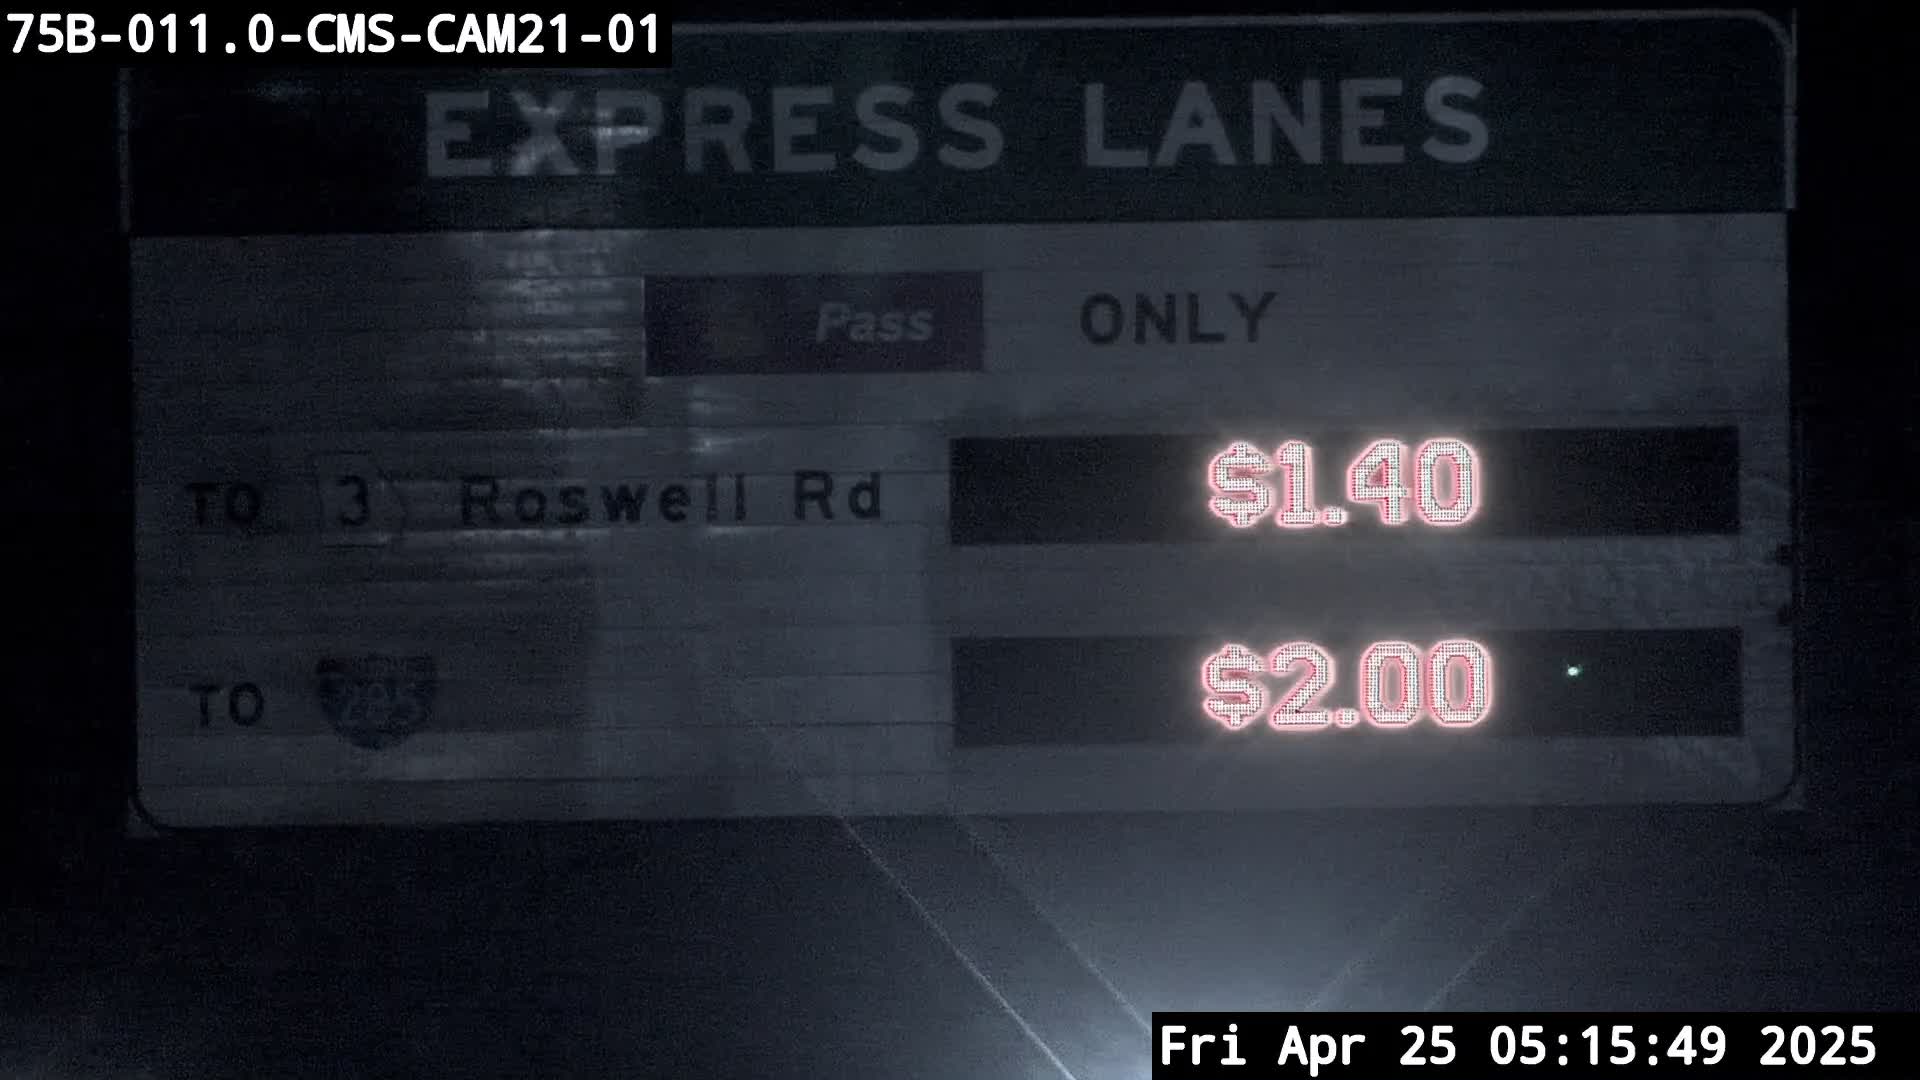 75B-011.0-CMS-CAM21-01
EXPRESS LANES
Pass ONLY
TO 3 Roswell Rd $1.40
TO 285 $2.00
Fri Apr 25 05:15:49 2025